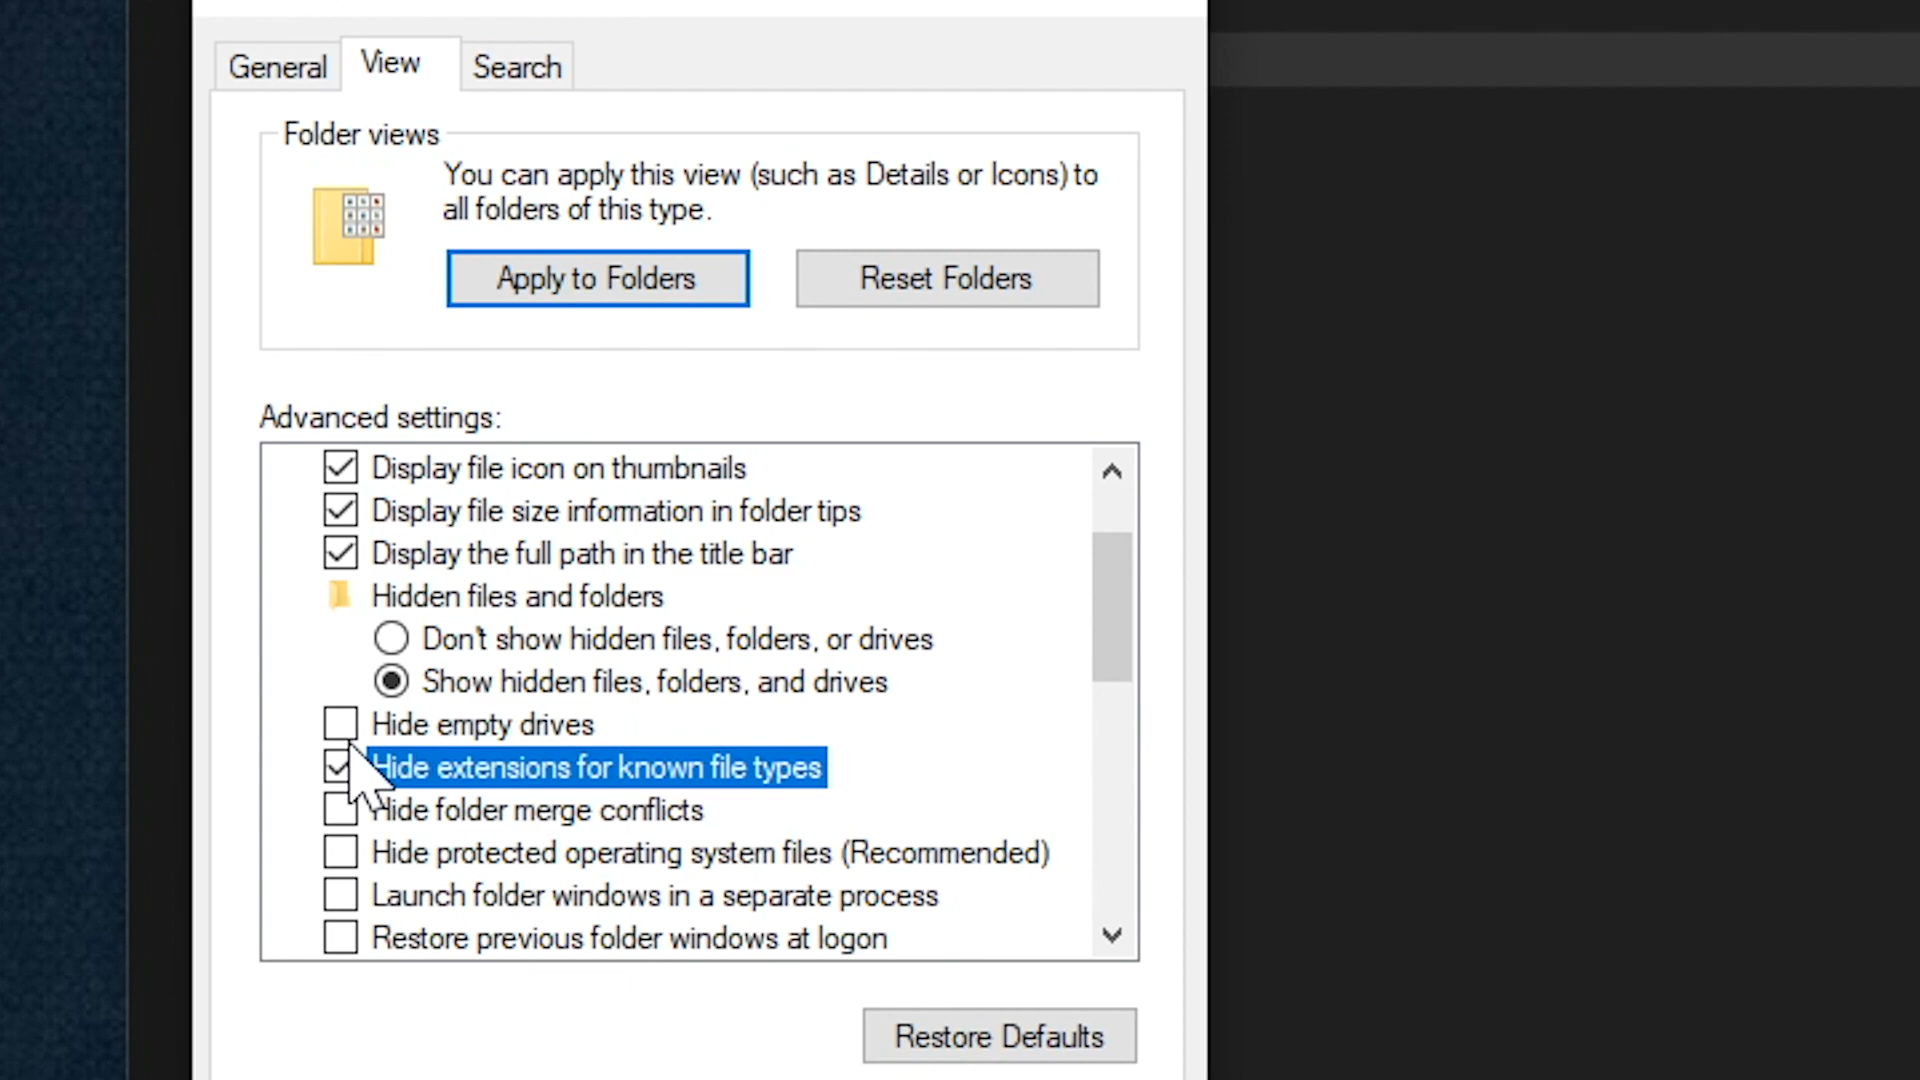 General
View
Search
Folder views
You can apply this view (such as Details or Icons) to
all folders of this type.
Apply to Folders
Reset Folders
Advanced settings:
Display file icon on thumbnails
Display file size information in folder tips
Display the full path in the title bar
Hidden files and folders
Don't show hidden files, folders, or drives
Show hidden files, folders, and drives
Hide empty drives
Hide extensions for known file types
Hide folder merge conflicts
Hide protected operating system files (Recommended)
Launch folder windows in a separate process
Restore previous folder windows at logon
Restore Defaults